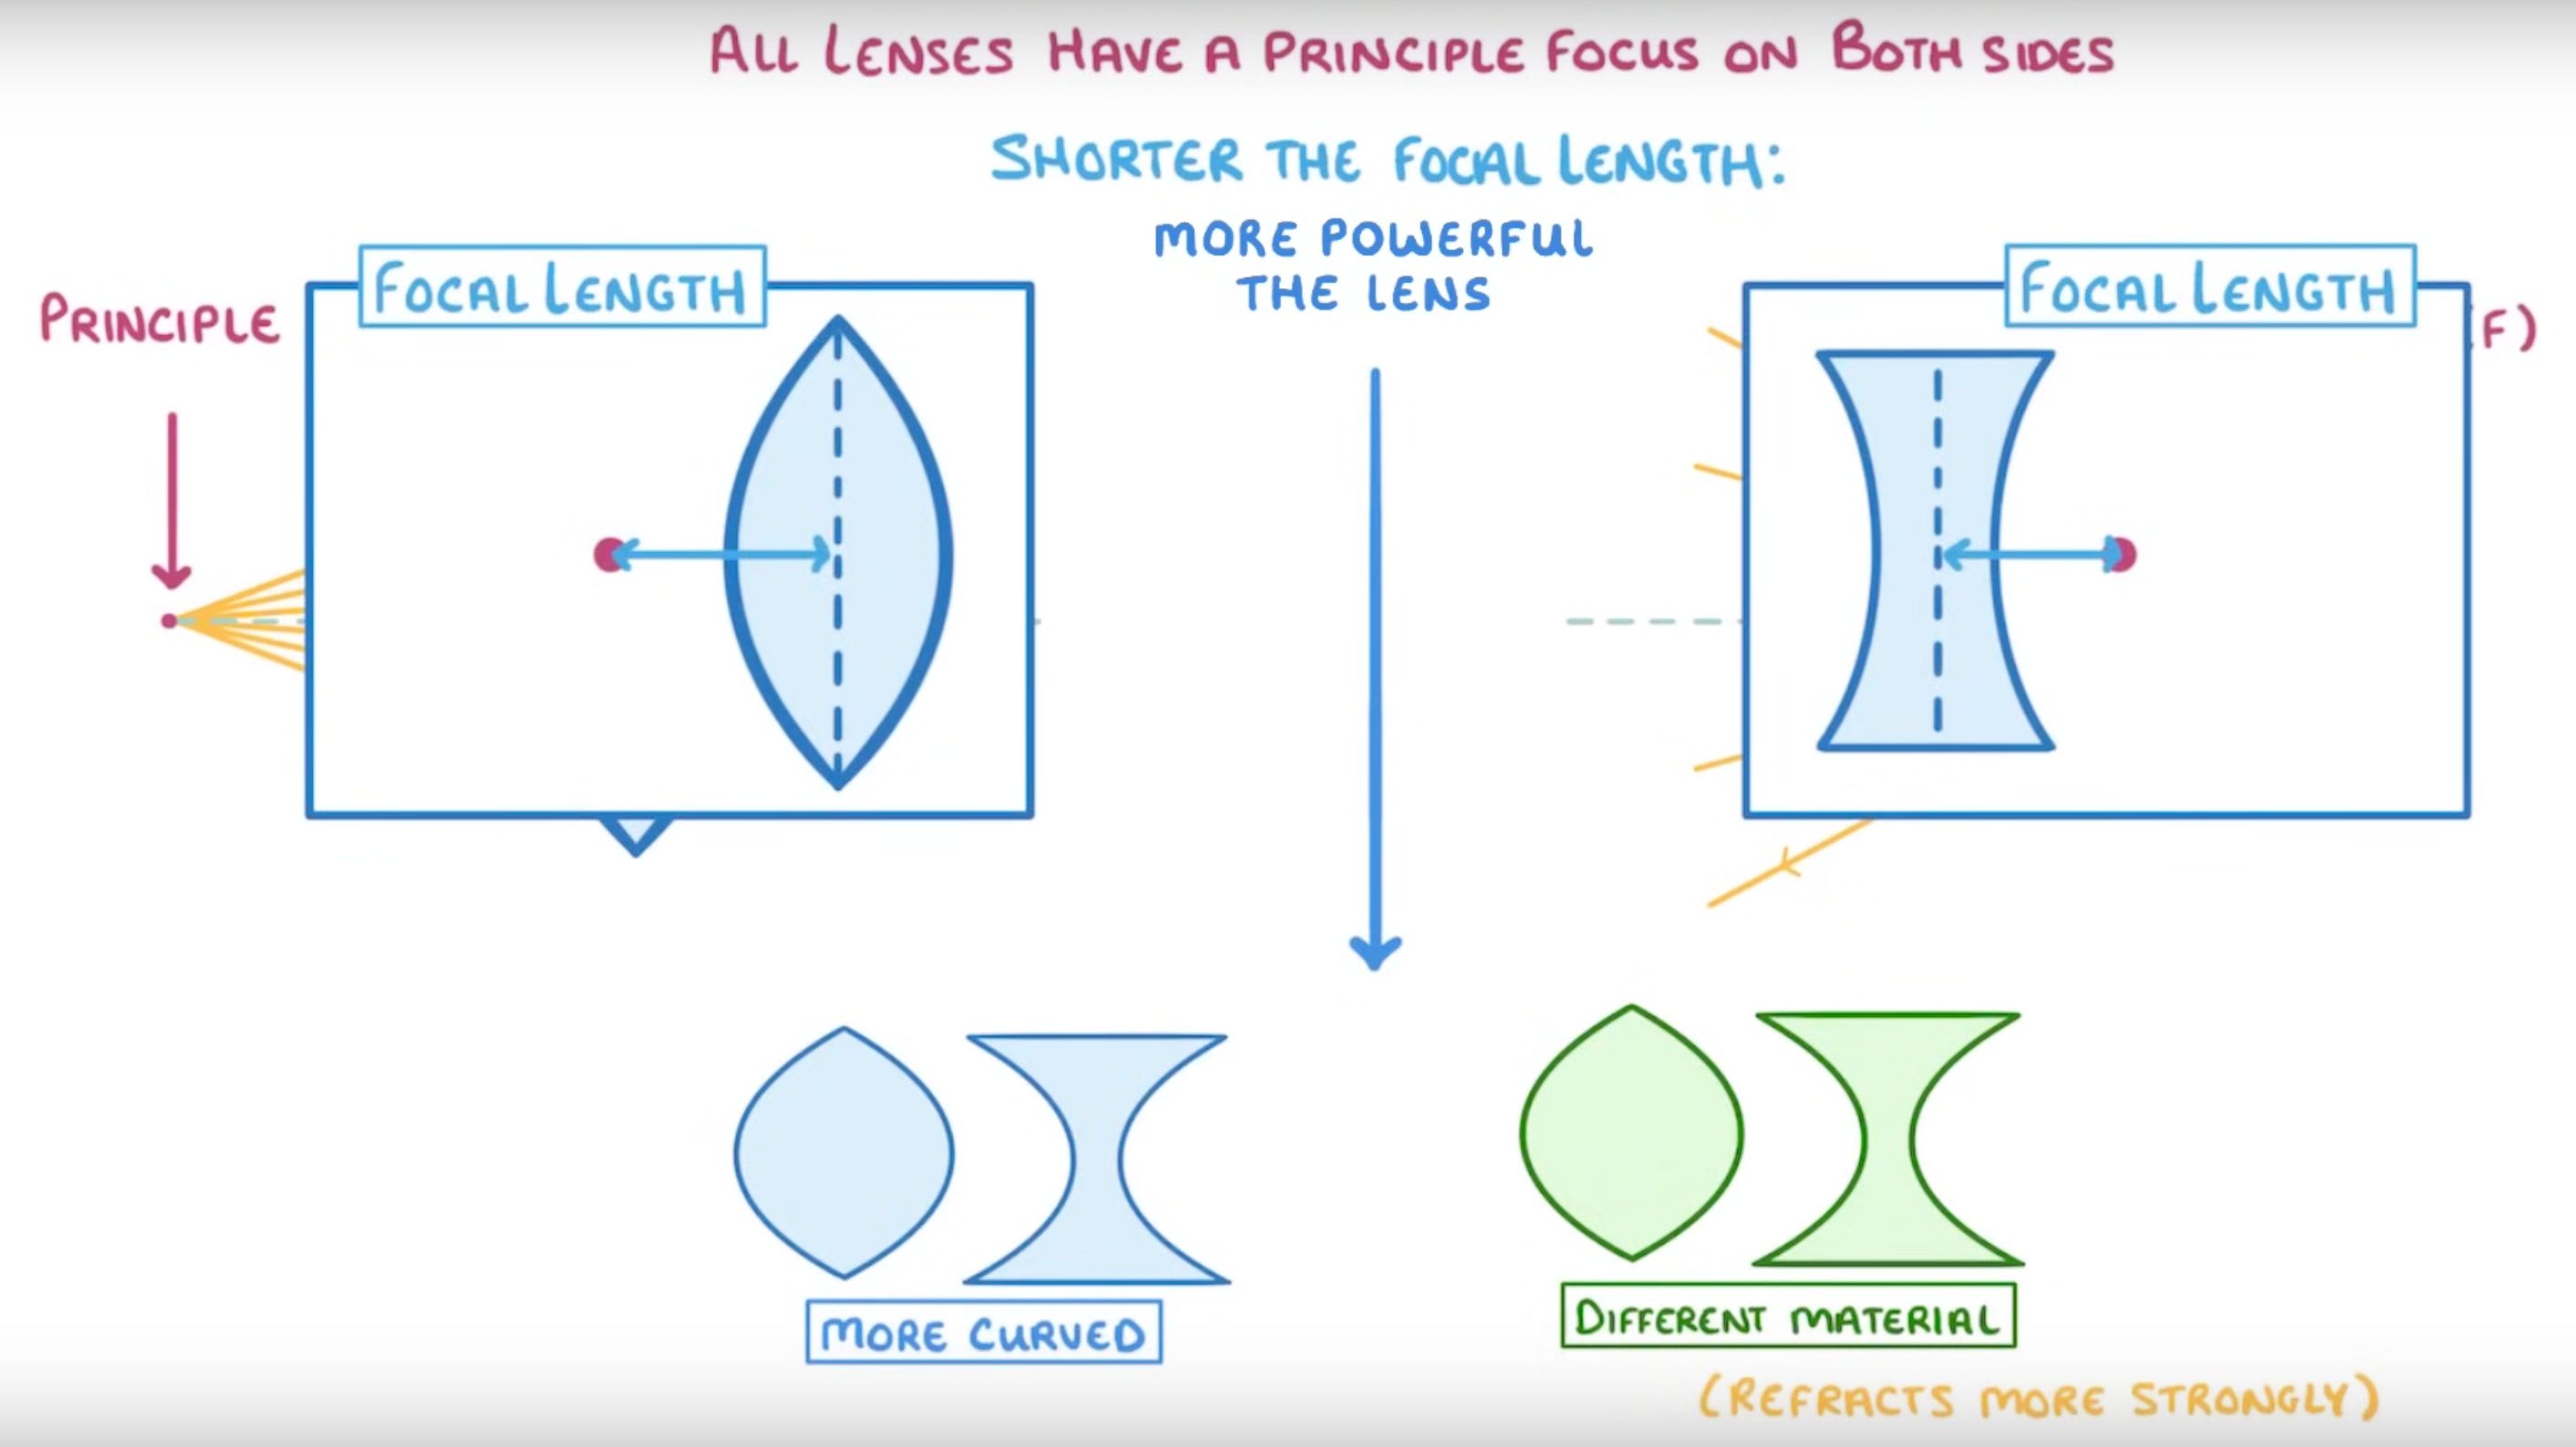 ALL LENSES HAVE A PRINCIPLE FOCUS ON BOTH SIDES
SHORTER THE FOCAL LENGTH:
MORE POWERFUL
THE LENS
FOCAL LENGTH
PRINCIPLE
FOCAL LENGTH
F)
MORE CURVED
DIFFERENT MATERIAL
(REFRACTS MORE STRONGLY)